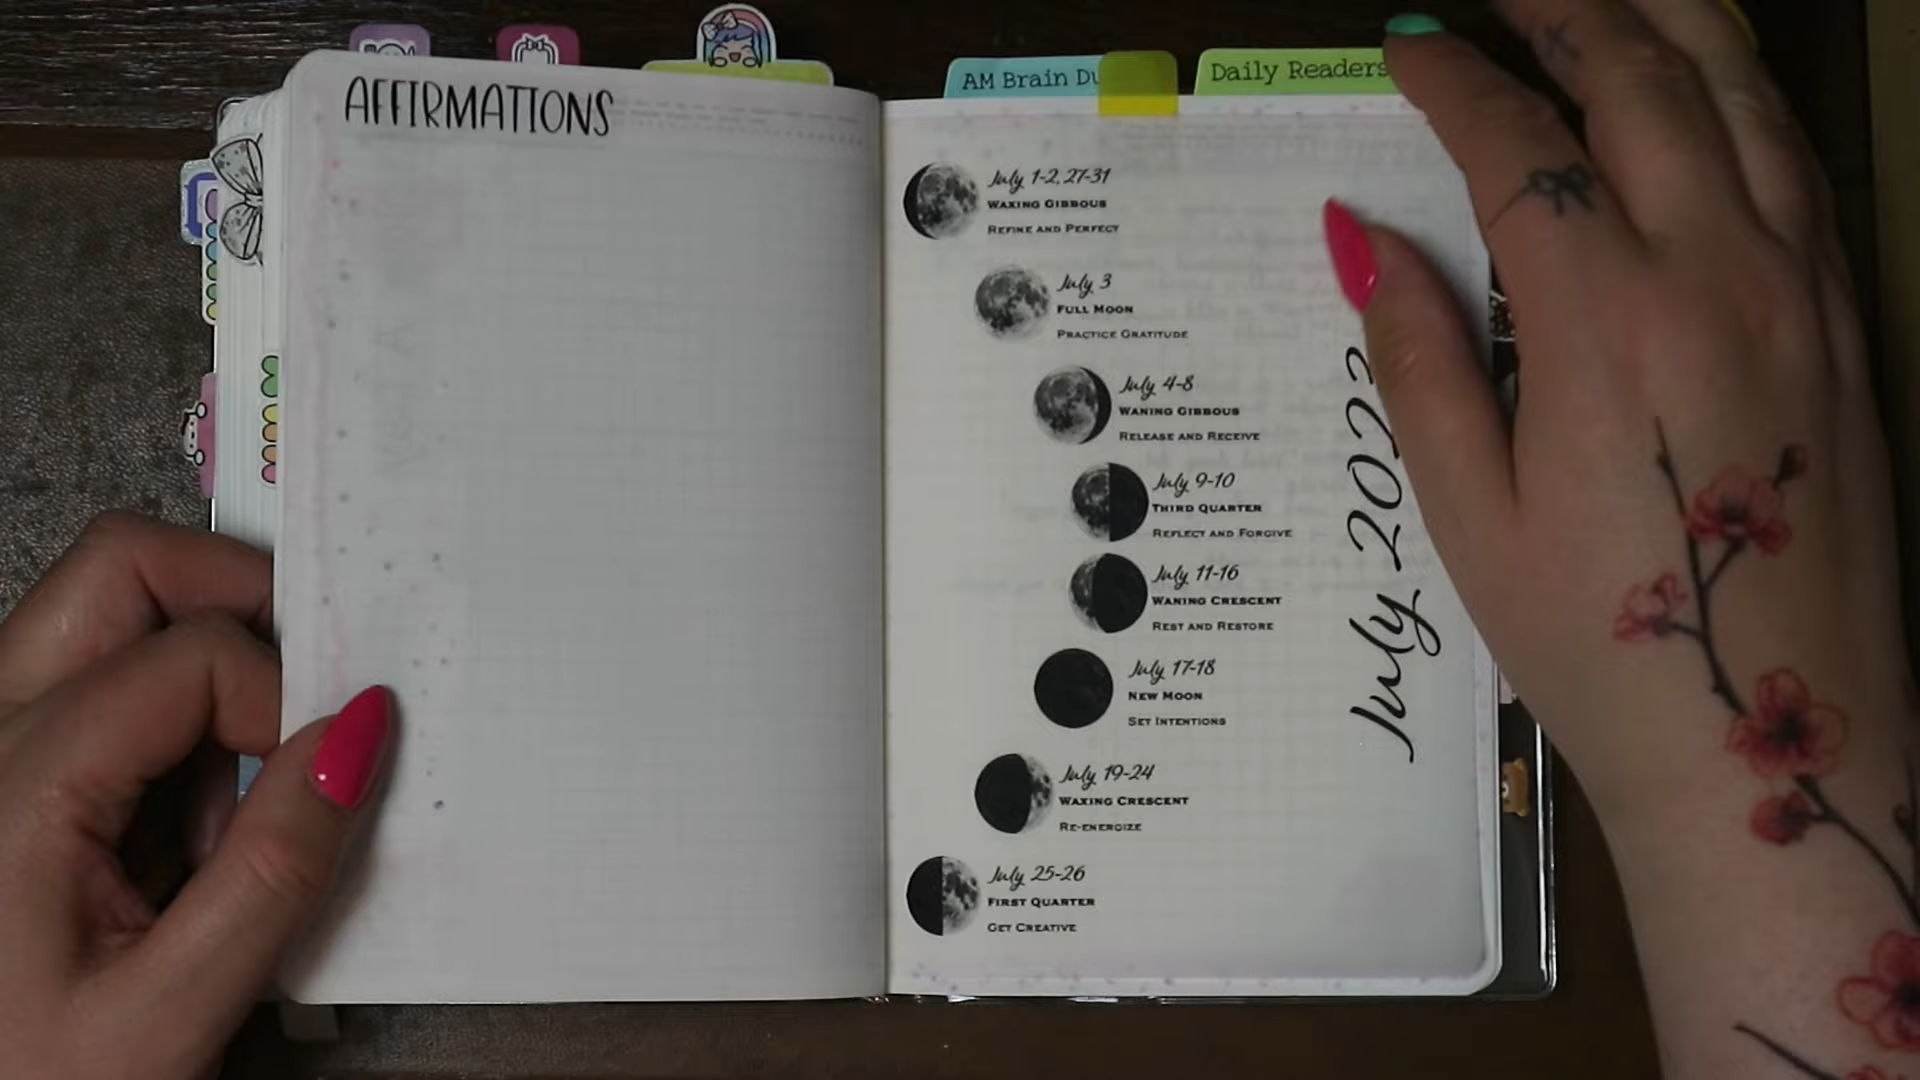 AM Brain Du
Daily Readers
AFFIRMATIONS
July 1-2, 27-31
WAXING GIBBOUS
REFINE AND PERFECT
July 3
FULL MOON
PRACTICE GRATITUDE
July 4-8
WANING GIBBOUS
RELEASE AND RECEIVE
July 9-10
THIRD QUARTER
REFLECT AND FORGIVE
July 11-16
WANING CRESCENT
REST AND RESTORE
July 17-18
NEW MOON
SET INTENTIONS
July 19-24
WAXING CRESCENT
RE-ENERGIZE
July 25-26
FIRST QUARTER
GET CREATIVE
July 2023